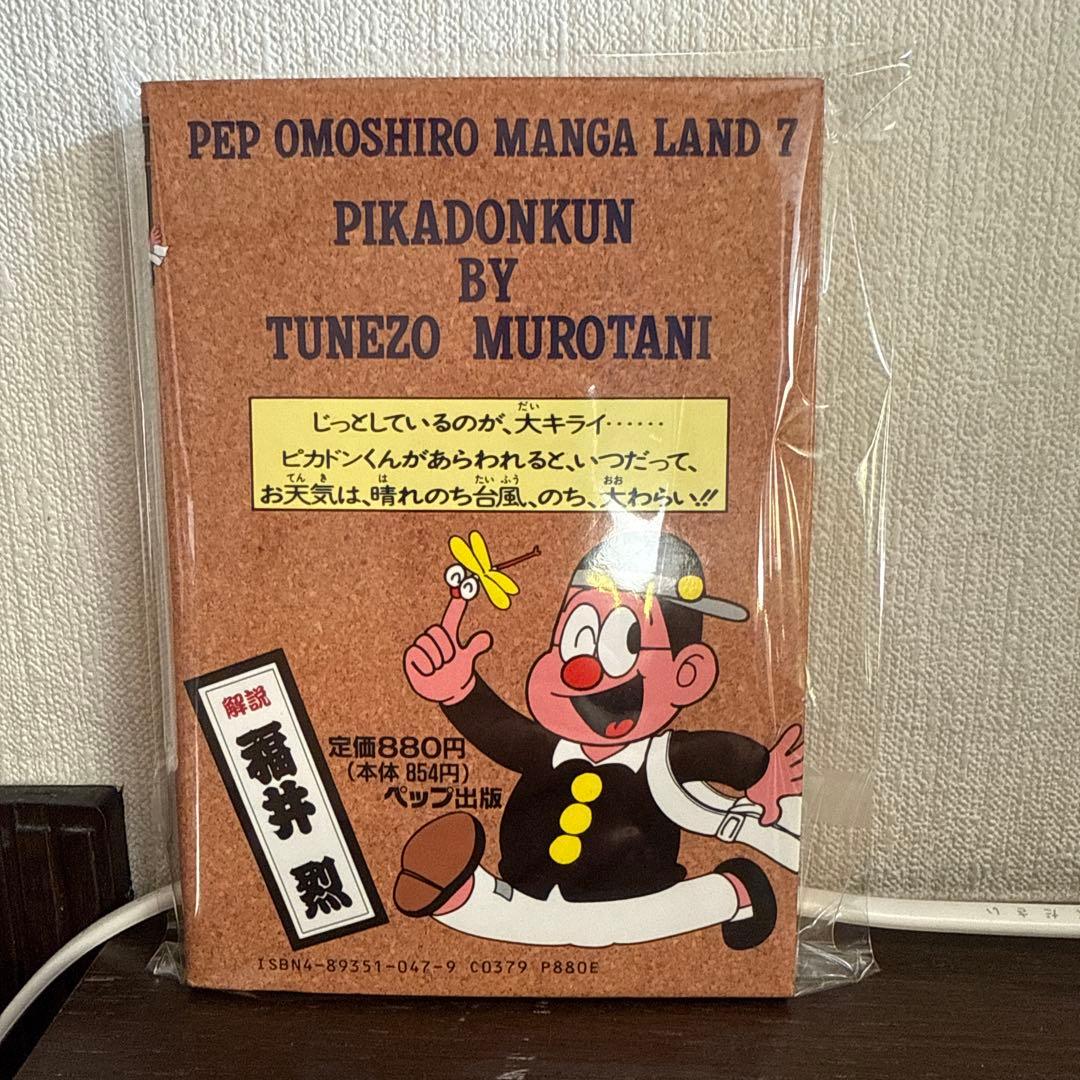 PEP OMOSHIRO MANGA LAND 7
PIKADONKUN
BY
TUNEZO MUROTANI
じっとしているのが、大キライ……
ピカドンくんがあらわれると、いつだって、
お天気は、晴れのち台風、のち、大わらい!!
解説
福井 烈
定価880円
(本体 854円)
ペップ出版
ISBN4-89351-047-9 C0379 P880E
ださい